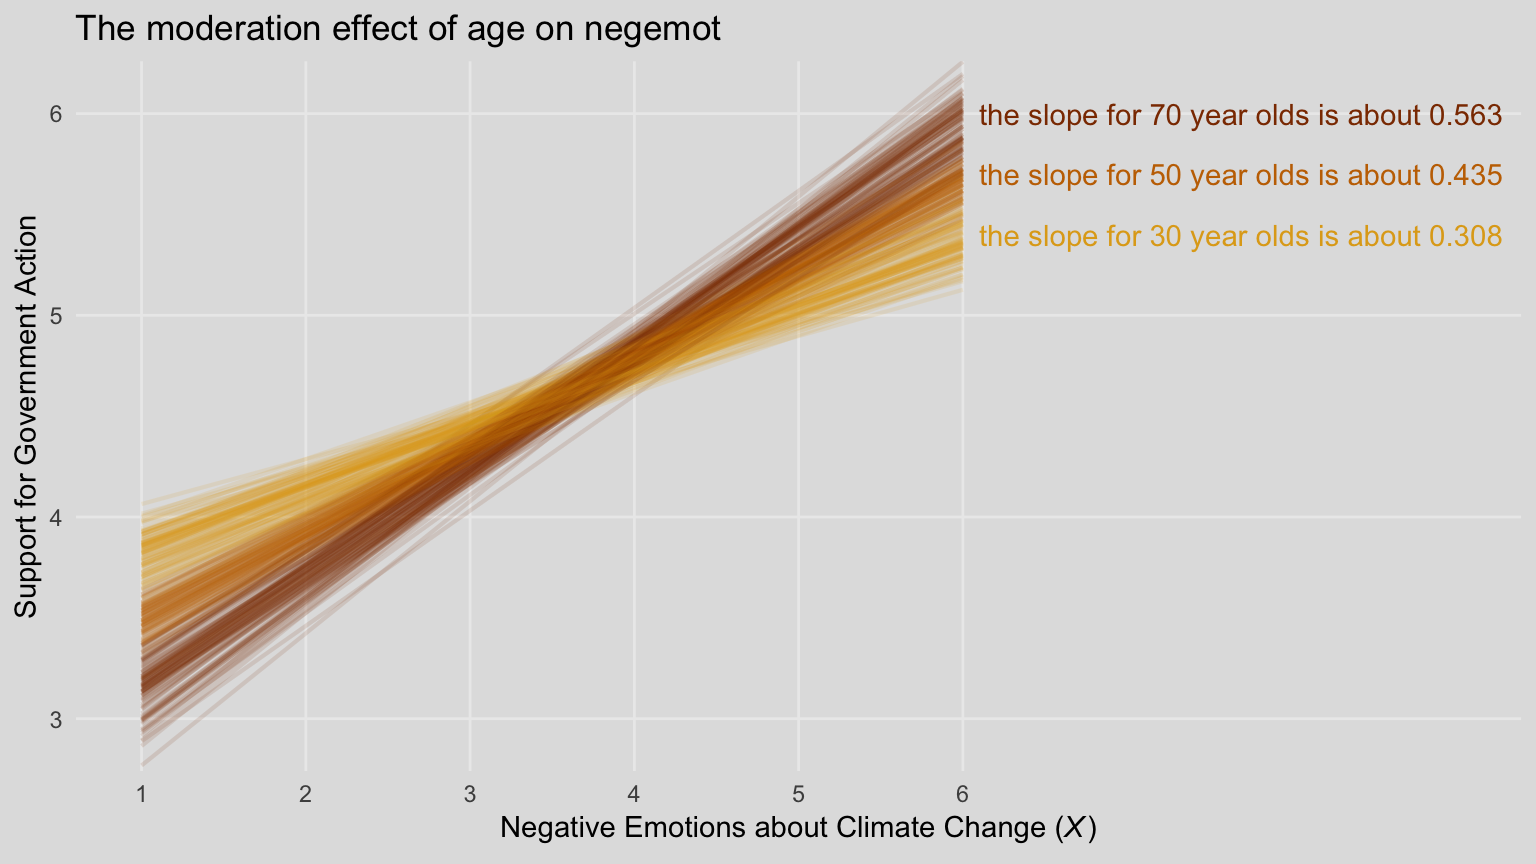 The moderation effect of age on negemot
6
the slope for 70 year olds is about 0.563
the slope for 50 year olds is about 0.435
the slope for 30 year olds is about 0.308
5
4
3
Support for Government Action
1 2 3 4 5 6
Negative Emotions about Climate Change (X)